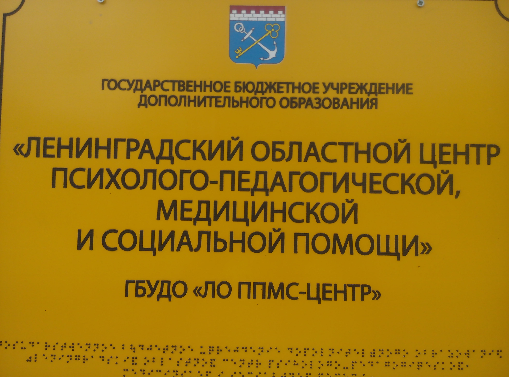 ГОСУДАРСТВЕННОЕ БЮДЖЕТНОЕ УЧРЕЖДЕНИЕ
ДОПОЛНИТЕЛЬНОГО ОБРАЗОВАНИЯ
«ЛЕНИНГРАДСКИЙ ОБЛАСТНОЙ ЦЕНТР
ПСИХОЛОГО-ПЕДАГОГИЧЕСКОЙ,
МЕДИЦИНСКОЙ
И СОЦИАЛЬНОЙ ПОМОЩИ»
ГБУДО «ЛО ППМС-ЦЕНТР»